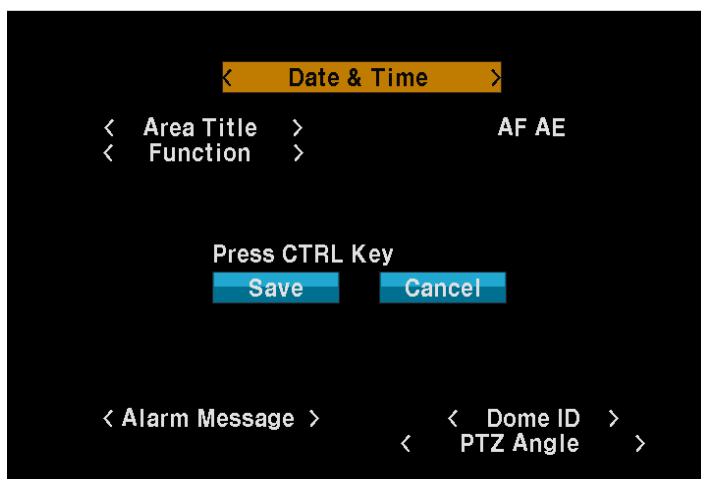 < Date & Time >
< Area Title > AF AE
< Function >
Press CTRL Key
Save Cancel
< Alarm Message > < Dome ID >
< PTZ Angle >